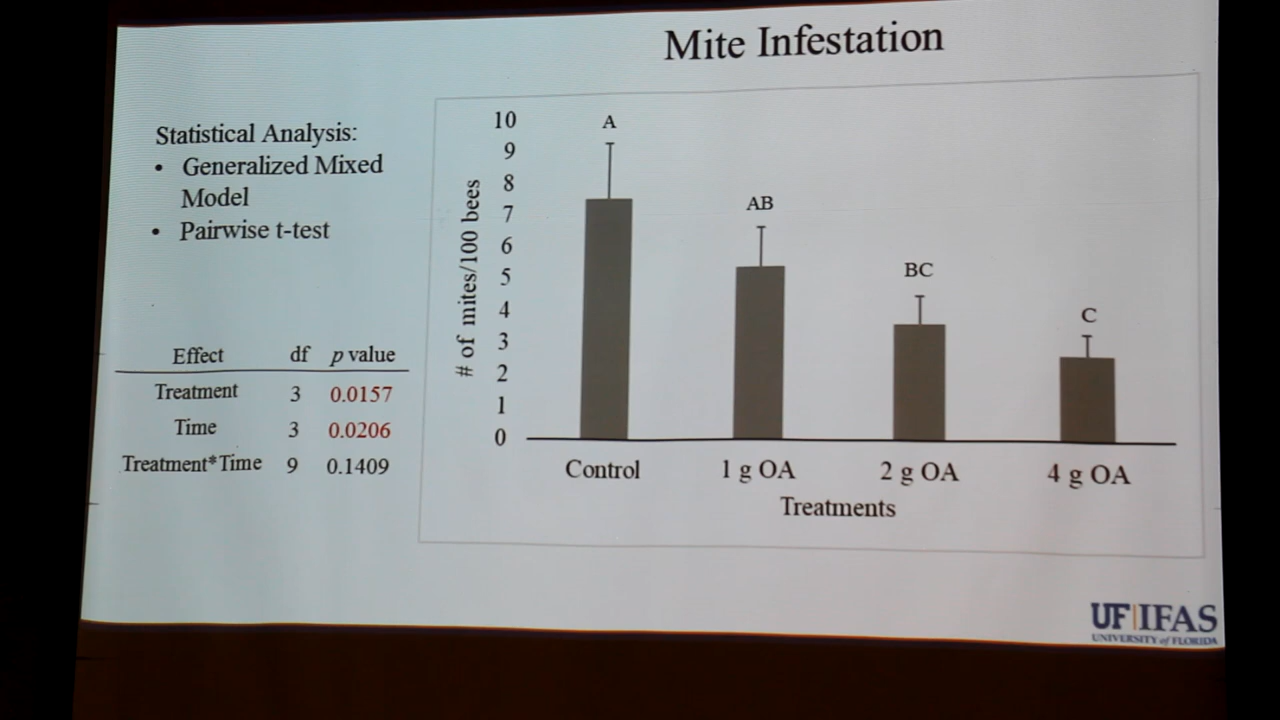 Mite Infestation
Statistical Analysis:
• Generalized Mixed
Model
• Pairwise t-test
Effect df p value
Treatment 3 0.0157
Time 3 0.0206
Treatment*Time 9 0.1409
# of mites/100 bees
10
9
8
7
6
5
4
3
2
1
0
A
AB
BC
C
Control 1 g OA 2 g OA 4 g OA
Treatments
UF|IFAS
UNIVERSITY of FLORIDA